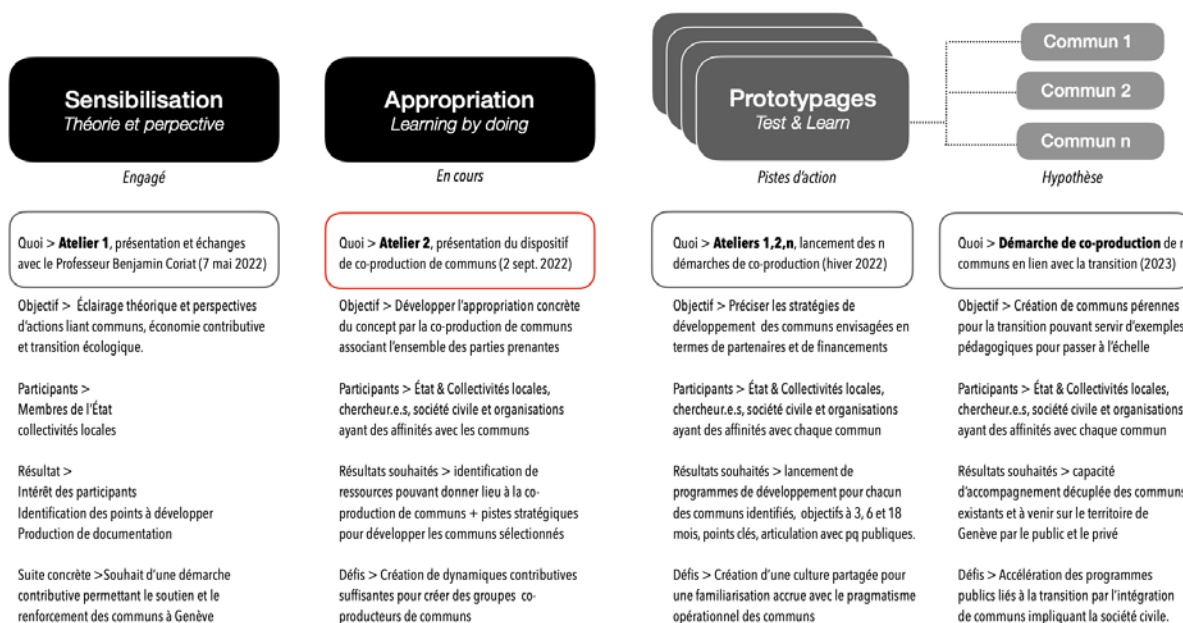 Sensibilisation
Théorie et perpective
Engagé
Quoi > Atelier 1, présentation et échanges
avec le Professeur Benjamin Coriat (7 mai 2022)
Objectif > Éclairage théorique et perspectives
d'actions liant communs, économie contributive
et transition écologique.
Participants >
Membres de l'État
collectivités locales
Résultat >
Intérêt des participants
Identification des points à développer
Production de documentation
Suite concrète >Souhait d'une démarche
contributive permettant le soutien et le
renforcement des communs à Genève
Appropriation
Learning by doing
En cours
Quoi > Atelier 2, présentation du dispositif
de co-production de communs (2 sept. 2022)
Objectif > Développer l'appropriation concrète
du concept par la co-production de communs
associant l'ensemble des parties prenantes
Participants > État & Collectivités locales,
chercheur.e.s, société civile et organisations
ayant des affinités avec les communs
Résultats souhaités > identification de
ressources pouvant donner lieu à la co-
production de communs + pistes stratégiques
pour développer les communs sélectionnés
Défis > Création de dynamiques contributives
suffisantes pour créer des groupes co-
producteurs de communs
Prototypages
Test & Learn
Pistes d'action
Quoi > Ateliers 1,2,n, lancement des n
démarches de co-production (hiver 2022)
Objectif > Préciser les stratégies de
développement des communs envisagées en
termes de partenaires et de financements
Participants > État & Collectivités locales,
chercheur.e.s, société civile et organisations
ayant des affinités avec chaque commun
Résultats souhaités > lancement de
programmes de développement pour chacun
des communs identifiés, objectifs à 3, 6 et 18
mois, points clés, articulation avec pq publiques.
Défis > Création d'une culture partagée pour
une familiarisation accrue avec le pragmatisme
opérationnel des communs
Commun 1
Commun 2
Commun n
Hypothèse
Quoi > Démarche de co-production de
communs en lien avec la transition (2023)
Objectif > Création de communs pérennes
pour la transition pouvant servir d'exemples
pédagogiques pour passer à l'échelle
Participants > État & Collectivités locales,
chercheur.e.s, société civile et organisations
ayant des affinités avec chaque commun
Résultats souhaités > capacité
d'accompagnement décuplée des communs
existants et à venir sur le territoire de
Genève par le public et le privé
Défis > Accélération des programmes
publics liés à la transition par l'intégration
de communs impliquant la société civile.